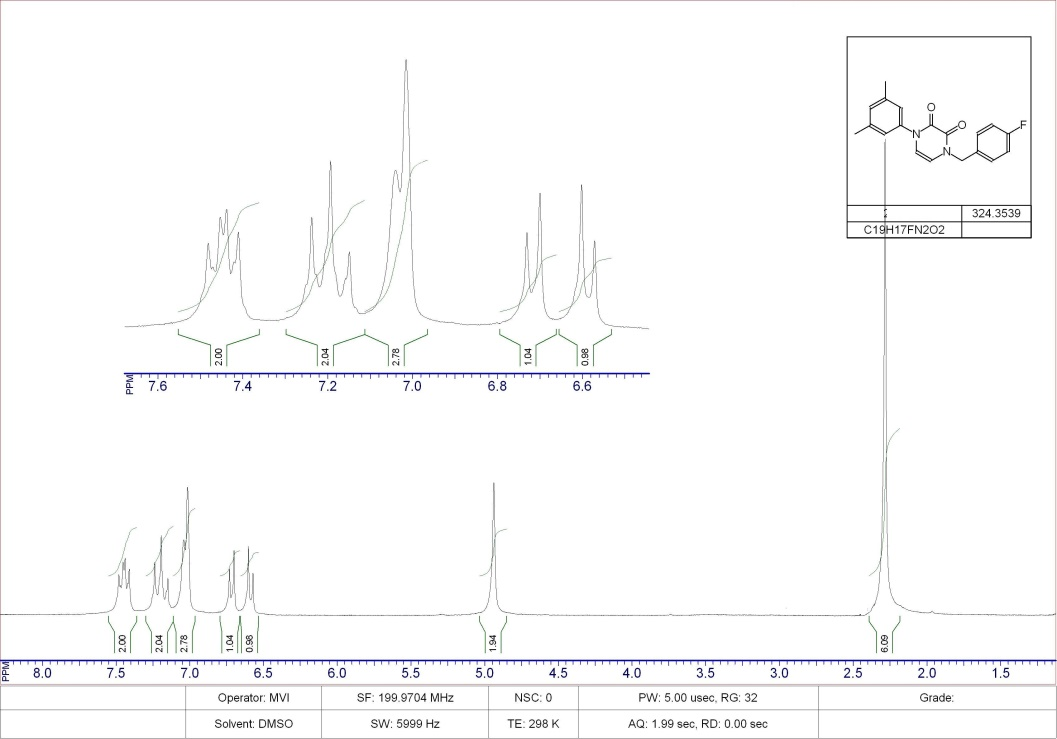 F
O
O
N
N
324.3539
C19H17FN2O2
2.00
2.04
2.78
1.04
0.98
PPM 7.6 7.4 7.2 7.0 6.8 6.6
2.00
2.04
2.78
1.04
0.98
1.94
6.09
PPM 8.0 7.5 7.0 6.5 6.0 5.5 5.0 4.5 4.0 3.5 3.0 2.5 2.0 1.5
Operator: MVI SF: 199.9704 MHz NSC: 0 PW: 5.00 usec, RG: 32 Grade:
Solvent: DMSO SW: 5999 Hz TE: 298 K AQ: 1.99 sec, RD: 0.00 sec